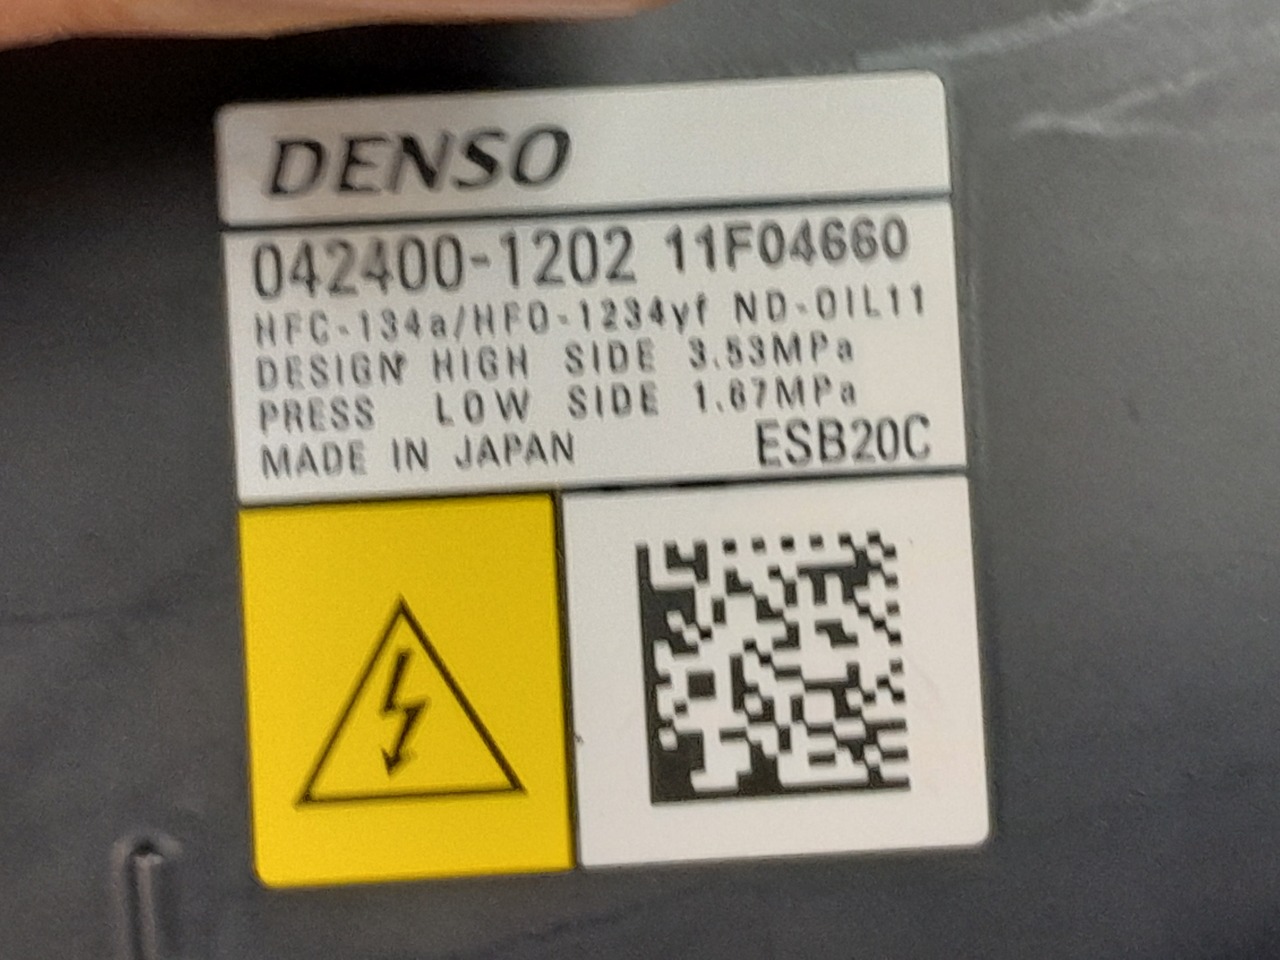 DENSO
042400-1202 11F04660
HFC-134a/HFO-1234yf ND-OIL11
DESIGN HIGH SIDE 3.53MPa
PRESS LOW SIDE 1.67MPa
MADE IN JAPAN ESB20C